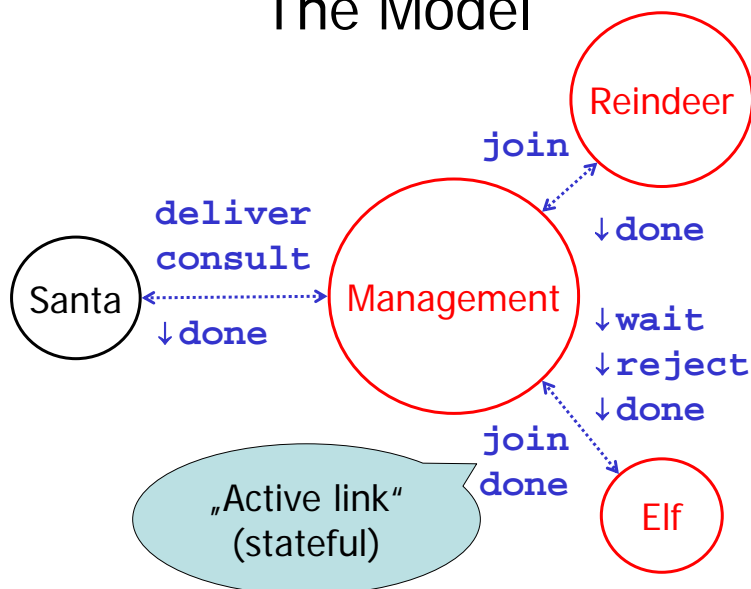 The Model
Reindeer
join
↓done
deliver
consult
Santa
↓done
Management
↓wait
↓reject
↓done
join
done
„Active link“
(stateful)
Elf